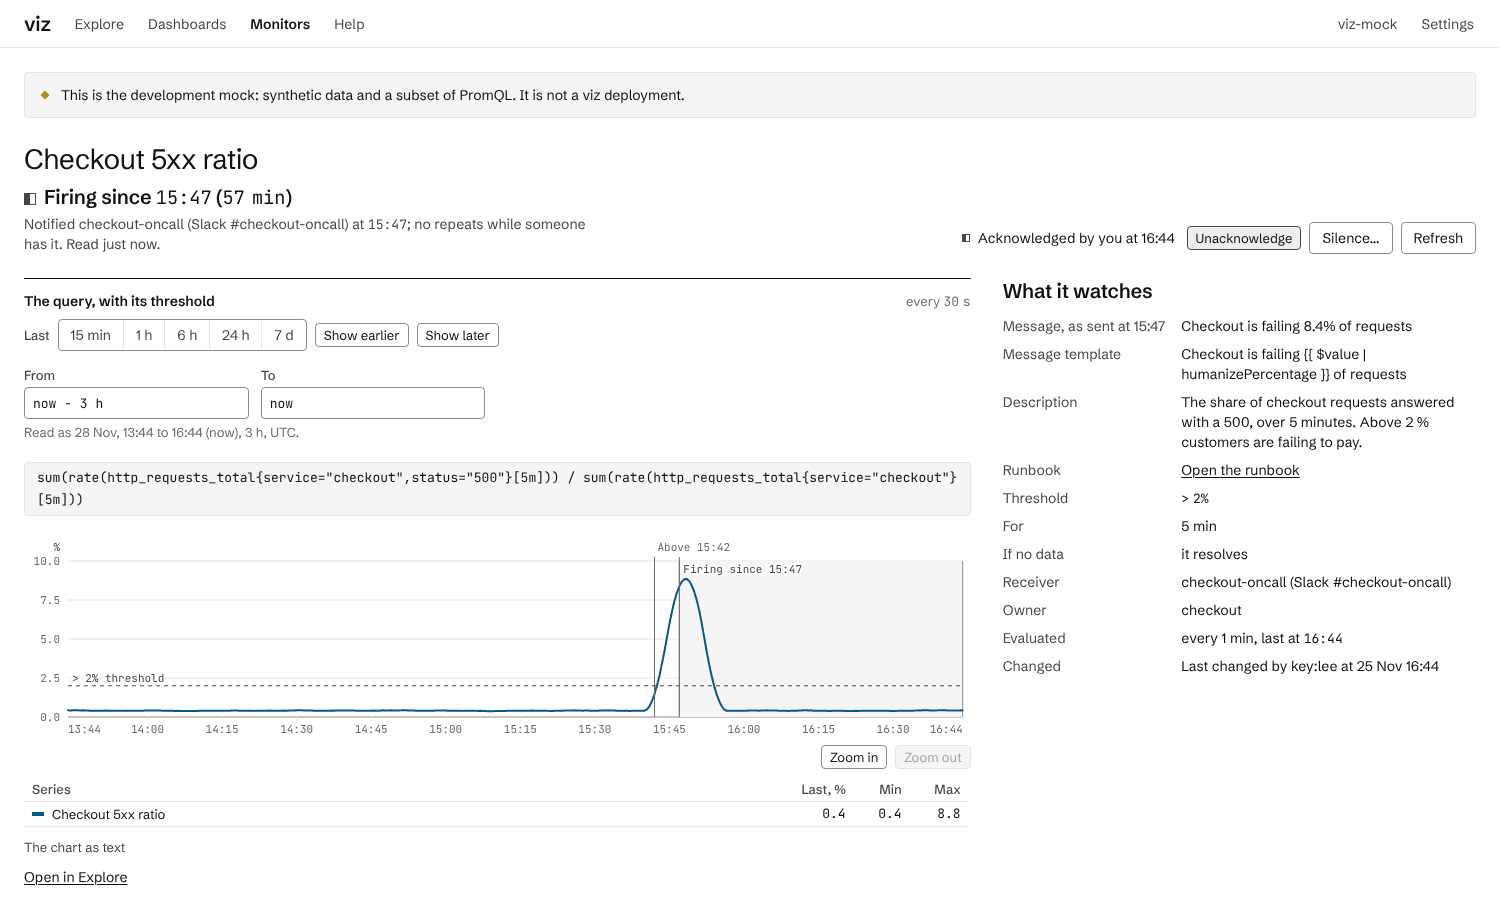 viz Explore Dashboards Monitors Help viz-mock Settings
This is the development mock: synthetic data and a subset of PromQL. It is not a viz deployment.
Checkout 5xx ratio
Firing since 15:47 (57 min)
Notified checkout-oncall (Slack #checkout-oncall) at 15:47; no repeats while someone
has it. Read just now.
Acknowledged by you at 16:44 Unacknowledge Silence... Refresh
The query, with its threshold every 30 s
Last 15 min 1 h 6 h 24 h 7 d Show earlier Show later
From To
now - 3 h now
Read as 28 Nov, 13:44 to 16:44 (now), 3 h, UTC.
sum(rate(http_requests_total{service="checkout",status="500"}[5m])) / sum(rate(http_requests_total{service="checkout"}
[5m]))
% Above 15:42
10.0 Firing since 15:47
7.5
5.0
2.5 > 2% threshold
0.0
13:44 14:00 14:15 14:30 14:45 15:00 15:15 15:30 15:45 16:00 16:15 16:30 16:44
Zoom in Zoom out
Series Last, % Min Max
Checkout 5xx ratio 0.4 0.4 8.8
The chart as text
Open in Explore
What it watches
Message, as sent at 15:47 Checkout is failing 8.4% of requests
Message template Checkout is failing {{ $value |
humanizePercentage }} of requests
Description The share of checkout requests answered
with a 500, over 5 minutes. Above 2 %
customers are failing to pay.
Runbook Open the runbook
Threshold > 2%
For 5 min
If no data it resolves
Receiver checkout-oncall (Slack #checkout-oncall)
Owner checkout
Evaluated every 1 min, last at 16:44
Changed Last changed by key:lee at 25 Nov 16:44